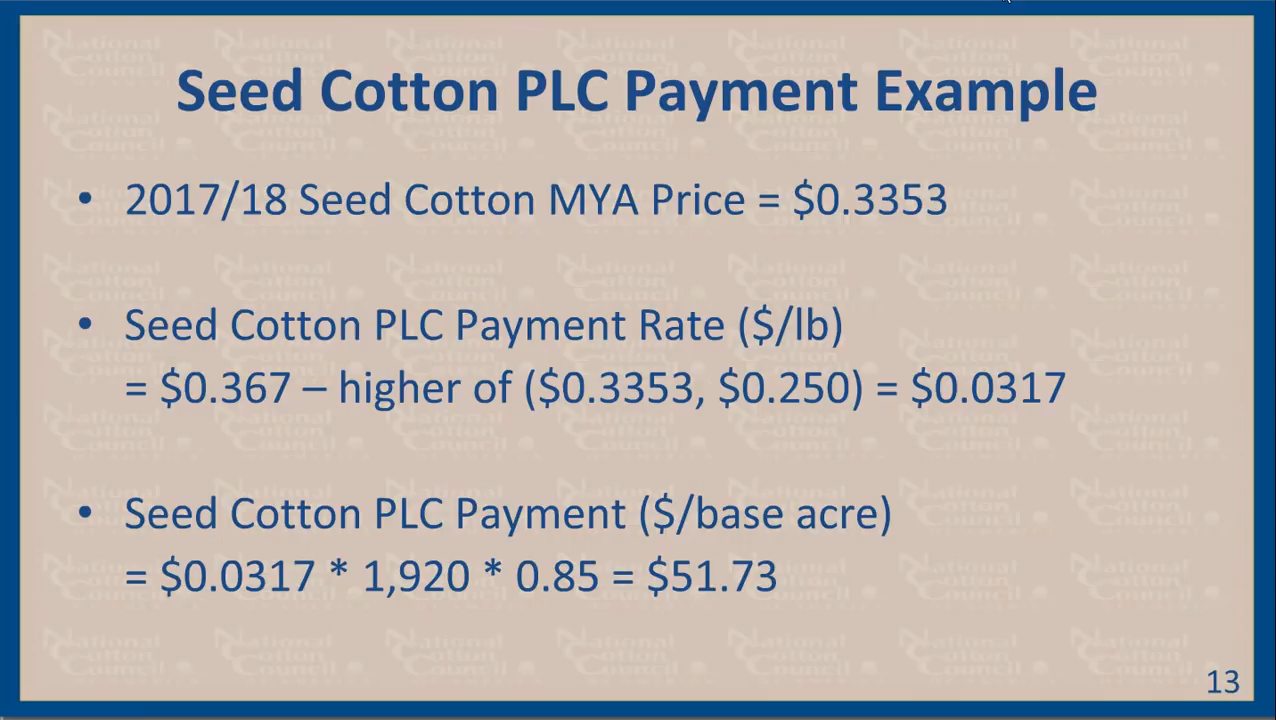 Seed Cotton PLC Payment Example
• 2017/18 Seed Cotton MYA Price = $0.3353
• Seed Cotton PLC Payment Rate ($/lb)
= $0.367 – higher of ($0.3353, $0.250) = $0.0317
• Seed Cotton PLC Payment ($/base acre)
= $0.0317 * 1,920 * 0.85 = $51.73
13